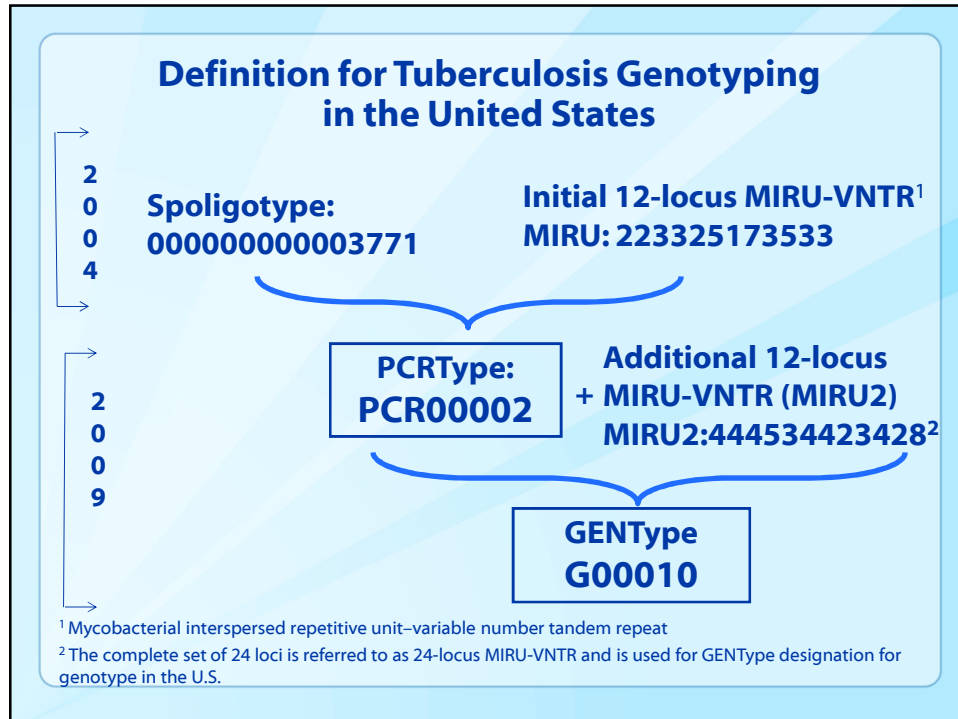 Definition for Tuberculosis Genotyping
in the United States
2
0
0
4
Spoligotype:
000000000003771
Initial 12-locus MIRU-VNTR¹
MIRU: 223325173533
2
0
0
9
PCRType:
PCR00002
+
Additional 12-locus
MIRU-VNTR (MIRU2)
MIRU2:444534423428²
GENType
G00010
¹ Mycobacterial interspersed repetitive unit–variable number tandem repeat
² The complete set of 24 loci is referred to as 24-locus MIRU-VNTR and is used for GENType designation for
genotype in the U.S.